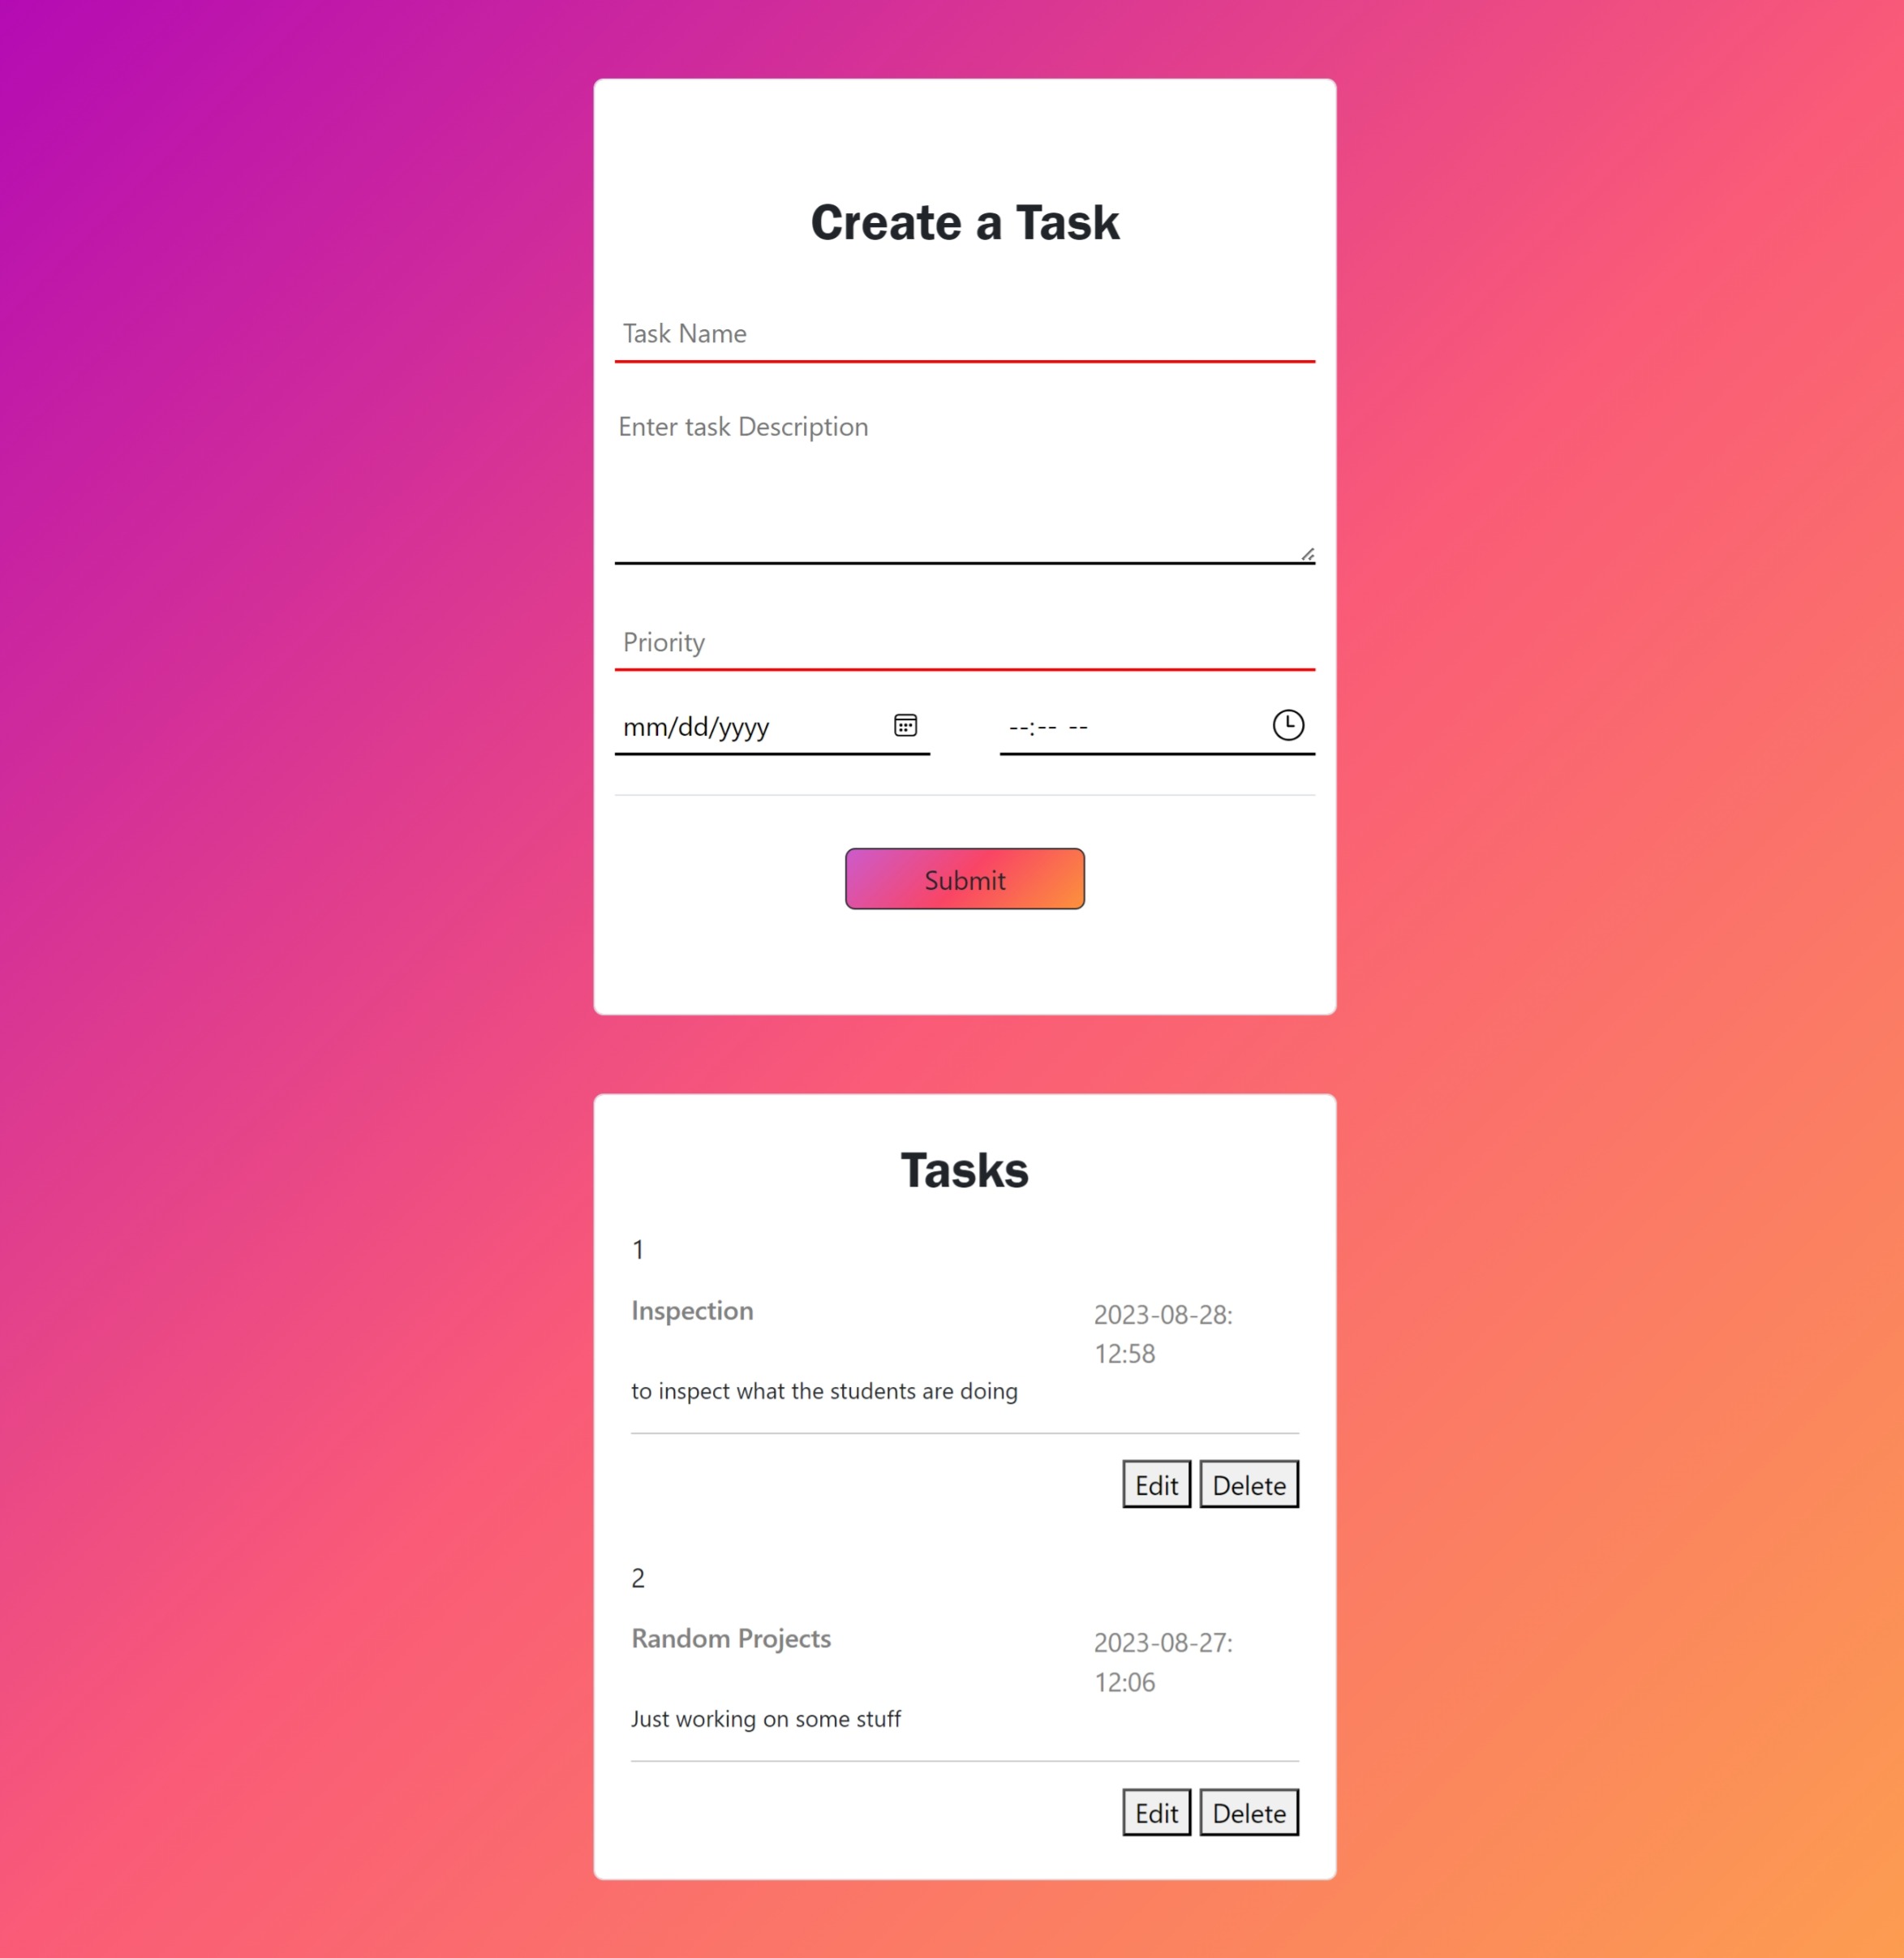 Create a Task
Task Name
Enter task Description
Priority
mm/dd/yyyy
--:-- --
Submit
Tasks
1
Inspection
2023-08-28:
12:58
to inspect what the students are doing
Edit
Delete
2
Random Projects
2023-08-27:
12:06
Just working on some stuff
Edit
Delete